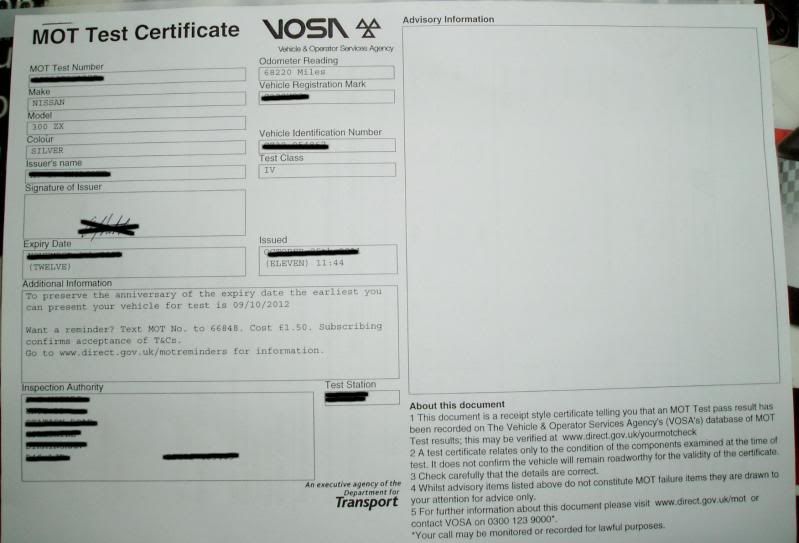 MOT Test Certificate
VOSA
Vehicle & Operator Services Agency
MOT Test Number
Make
NISSAN
Model
300 ZX
Colour
SILVER
Issuer's name
Signature of Issuer
Expiry Date
(TWELVE)
Odometer Reading
68220 Miles
Vehicle Registration Mark
Vehicle Identification Number
Test Class
IV
Issued
(ELEVEN) 11:44
Additional Information
To preserve the anniversary of the expiry date the earliest you
can present your vehicle for test is 09/10/2012
Want a reminder? Text MOT No. to 66848. Cost £1.50. Subscribing
confirms acceptance of T&Cs.
Go to www.direct.gov.uk/motreminders for information.
Inspection Authority
Test Station
An executive agency of the
Department for
Transport
Advisory Information
About this document
1 This document is a receipt style certificate telling you that an MOT Test pass result has
been recorded on The Vehicle & Operator Services Agency's (VOSA's) database of MOT
Test results; this may be verified at www.direct.gov.uk/yourmotcheck
2 A test certificate relates only to the condition of the components examined at the time of
test. It does not confirm the vehicle will remain roadworthy for the validity of the certificate.
3 Check carefully that the details are correct.
4 Whilst advisory items listed above do not constitute MOT failure items they are drawn to
your attention for advice only.
5 For further information about this document please visit www.direct.gov.uk/mot or
contact VOSA on 0300 123 9000*.
*Your call may be monitored or recorded for lawful purposes.